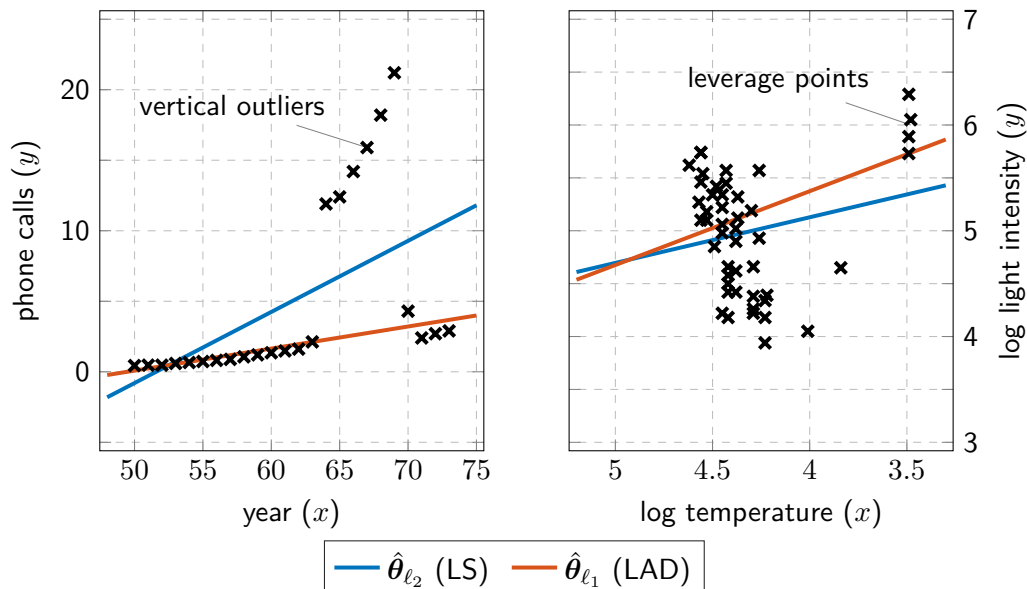 20
10
0
phone calls (y)
vertical outliers
50 55 60 65 70 75
year (x)
leverage points
7
6
5
4
3
log light intensity (y)
5 4.5 4 3.5
log temperature (x)
θ̂ℓ₂ (LS) θ̂ℓ₁ (LAD)